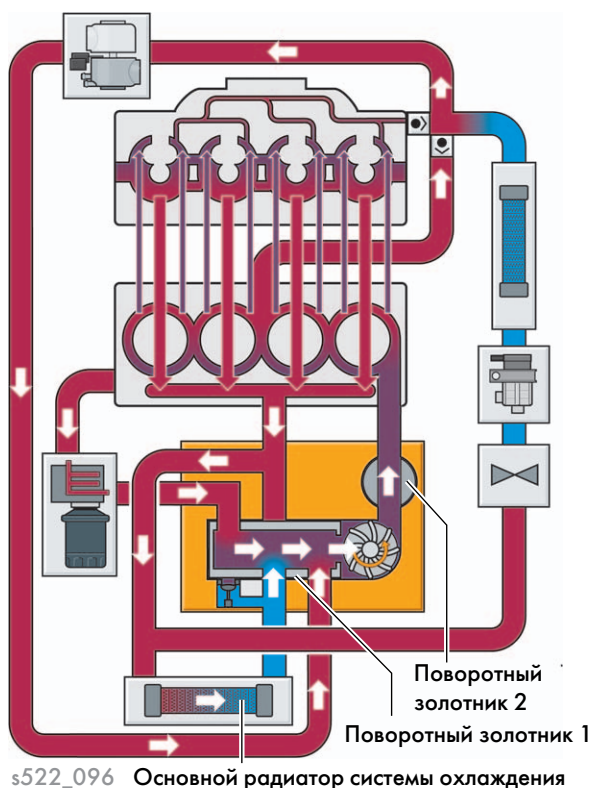 Поворотный
золотник 2
Поворотный золотник 1
s522_096 Основной радиатор системы охлаждения